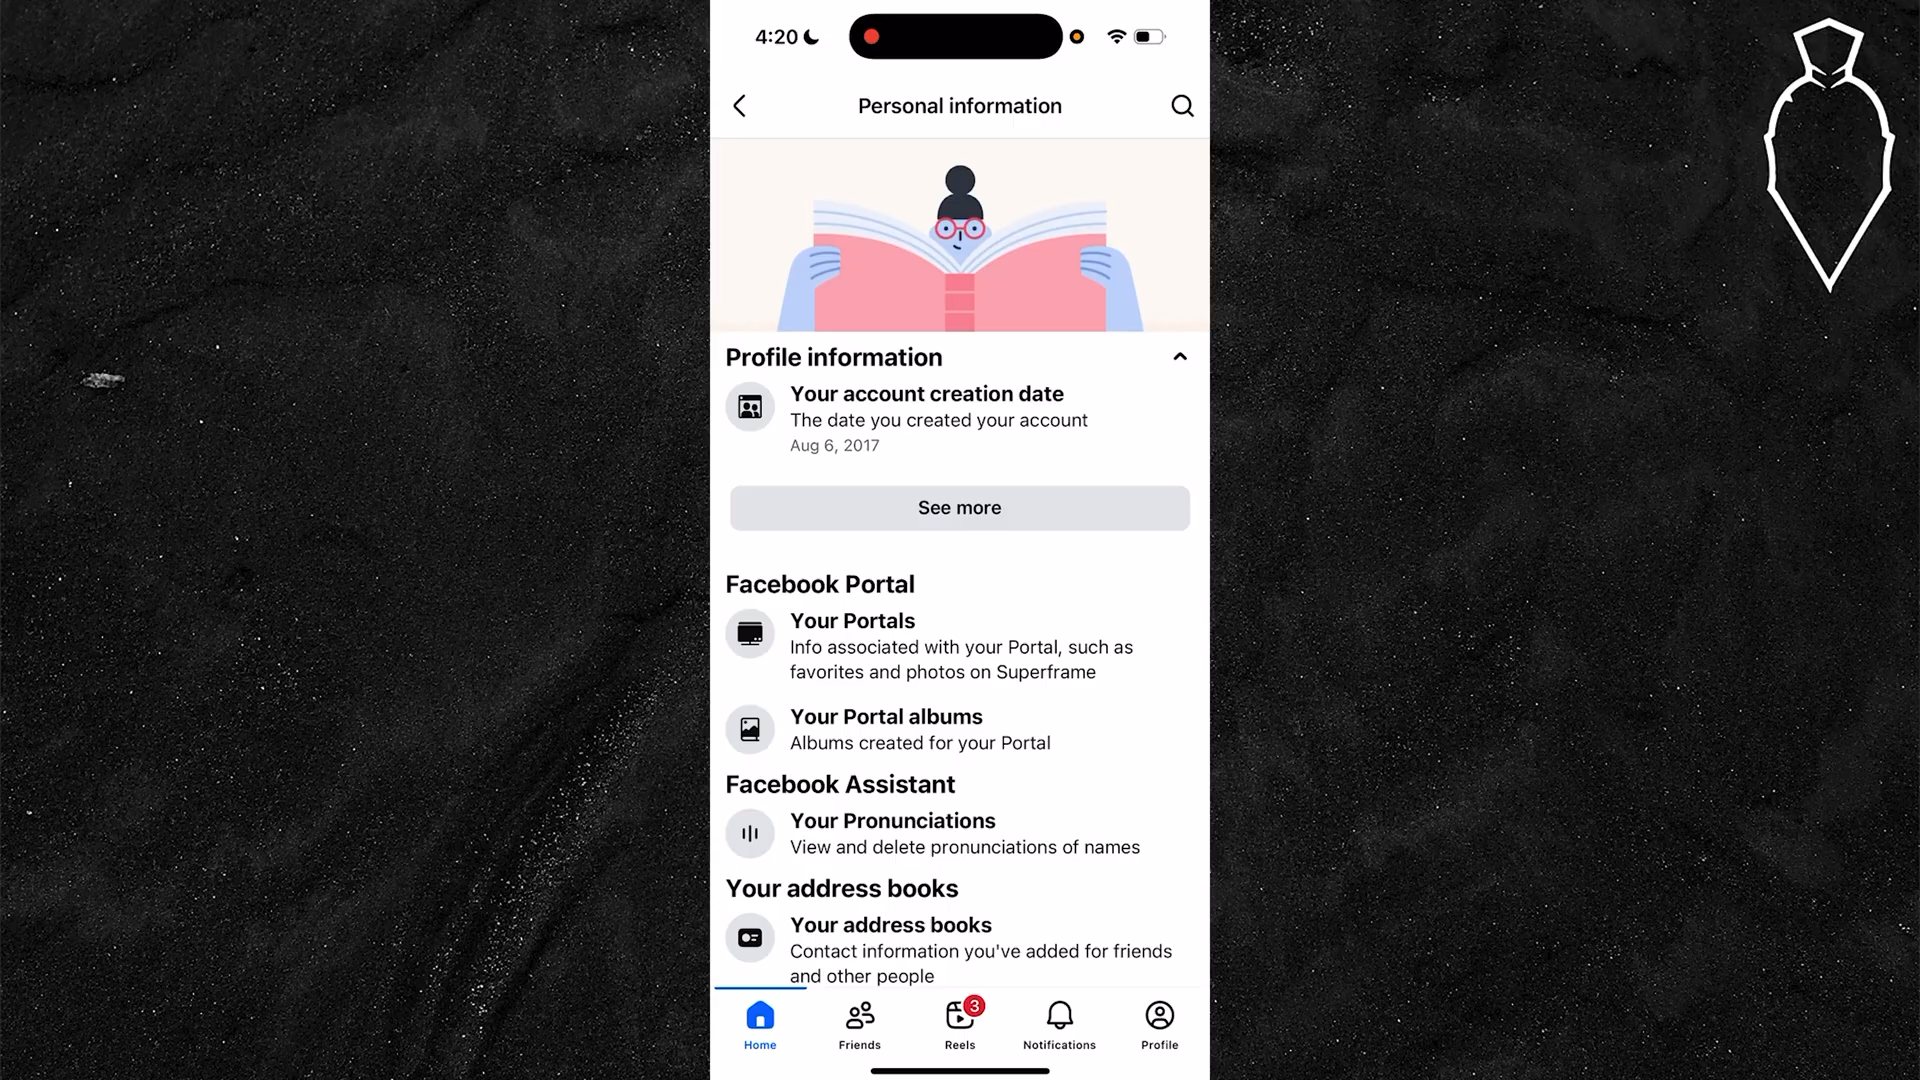 4:20
Personal information
Profile information
Your account creation date
The date you created your account
Aug 6, 2017
See more
Facebook Portal
Your Portals
Info associated with your Portal, such as
favorites and photos on Superframe
Your Portal albums
Albums created for your Portal
Facebook Assistant
Your Pronunciations
View and delete pronunciations of names
Your address books
Your address books
Contact information you've added for friends
and other people
3
Home
Friends
Reels
Notifications
Profile